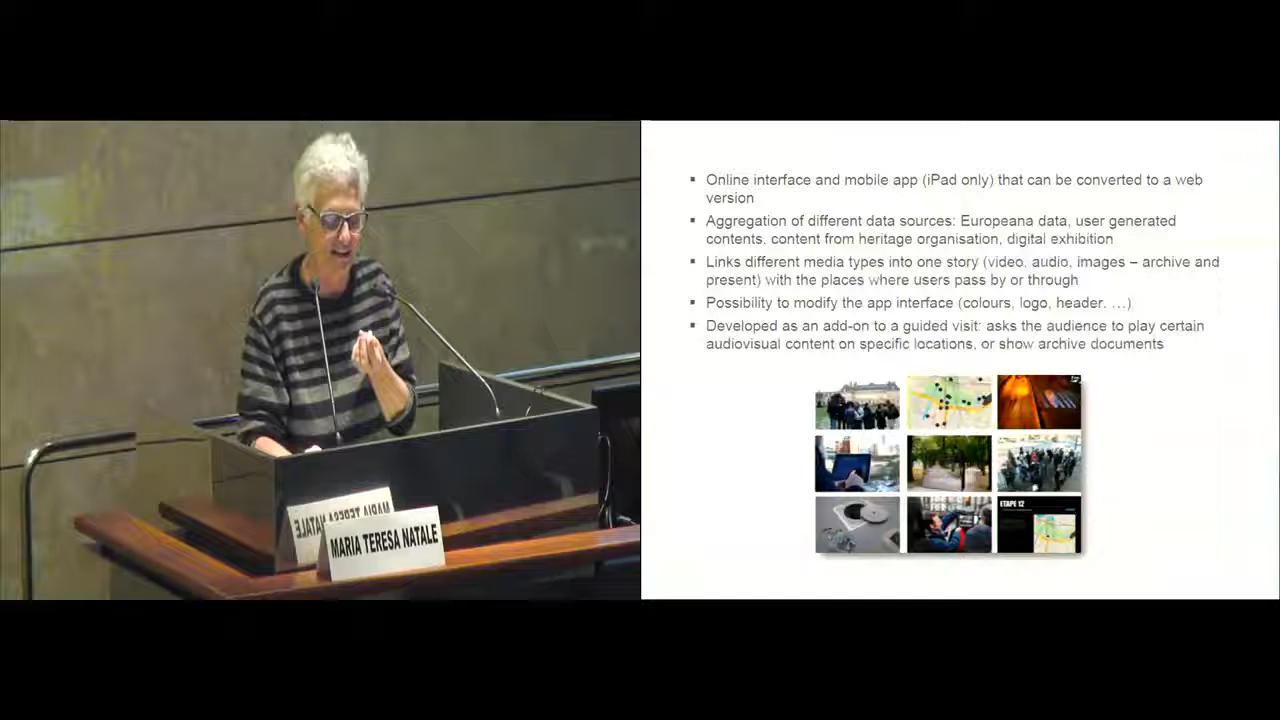 MARIA TERESA NATALE
MARIA TERESA NATALE
▪ Online interface and mobile app (iPad only) that can be converted to a web
version
▪ Aggregation of different data sources: Europeana data, user generated
contents. content from heritage organisation, digital exhibition
▪ Links different media types into one story (video, audio, images – archive and
present) with the places where users pass by or through
▪ Possibility to modify the app interface (colours, logo, header. …)
▪ Developed as an add-on to a guided visit: asks the audience to play certain
audiovisual content on specific locations, or show archive documents
ETAPE 12